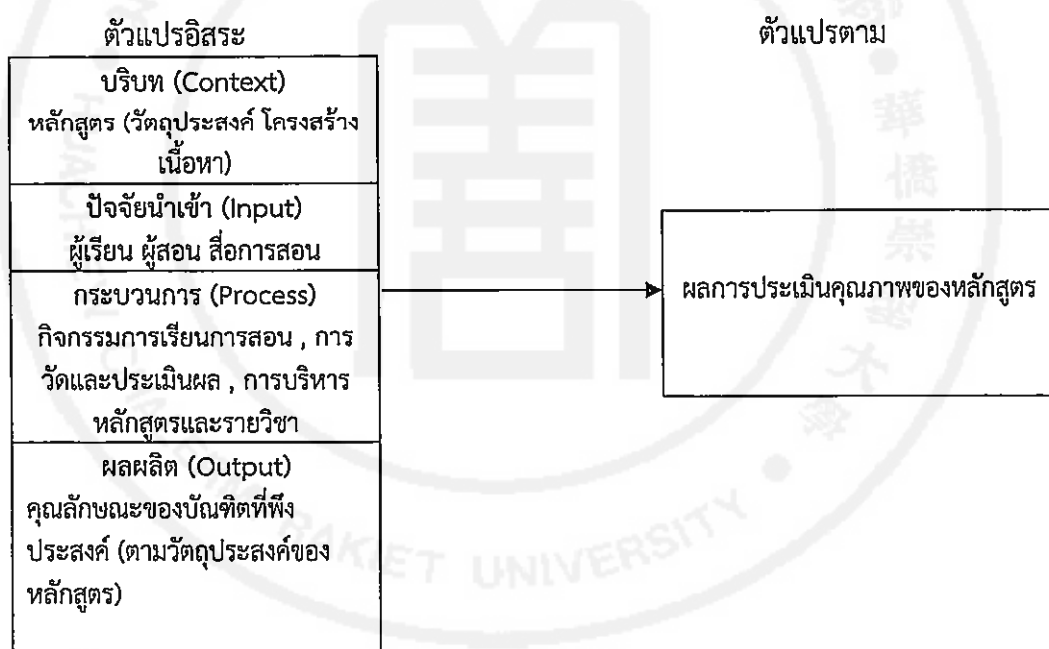 ตัวแปรอิสระ
ตัวแปรตาม
บริบท (Context)
หลักสูตร (วัตถุประสงค์ โครงสร้าง
เนื้อหา)
ปัจจัยนำเข้า (Input)
ผู้เรียน ผู้สอน สื่อการสอน
กระบวนการ (Process)
กิจกรรมการเรียนการสอน , การ
วัดและประเมินผล , การบริหาร
หลักสูตรและรายวิชา
ผลผลิต (Output)
คุณลักษณะของบัณฑิตที่พึง
ประสงค์ (ตามวัตถุประสงค์ของ
หลักสูตร)
ผลการประเมินคุณภาพของหลักสูตร
華
僑
崇
聖
大
學
UNIVERSITY